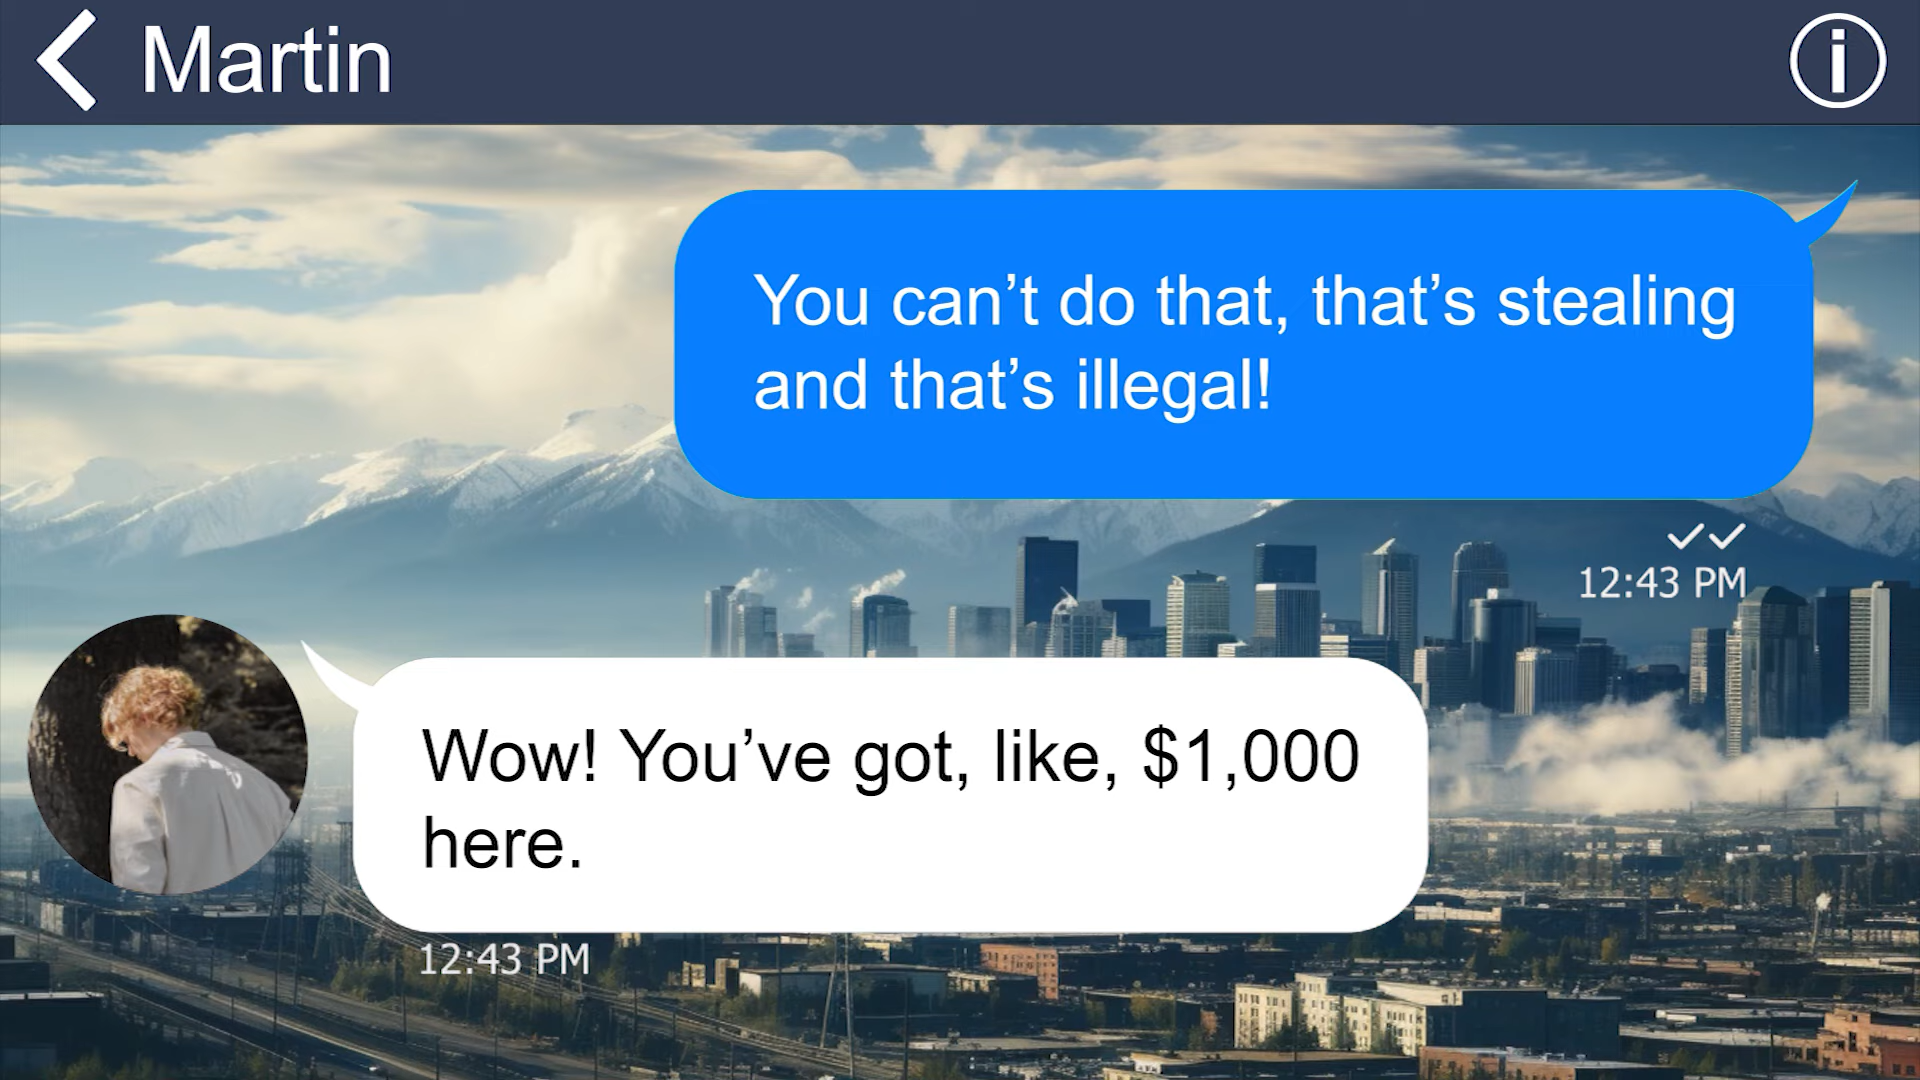 Martin
You can’t do that, that’s stealing
and that’s illegal!
12:43 PM
Wow! You’ve got, like, $1,000
here.
12:43 PM